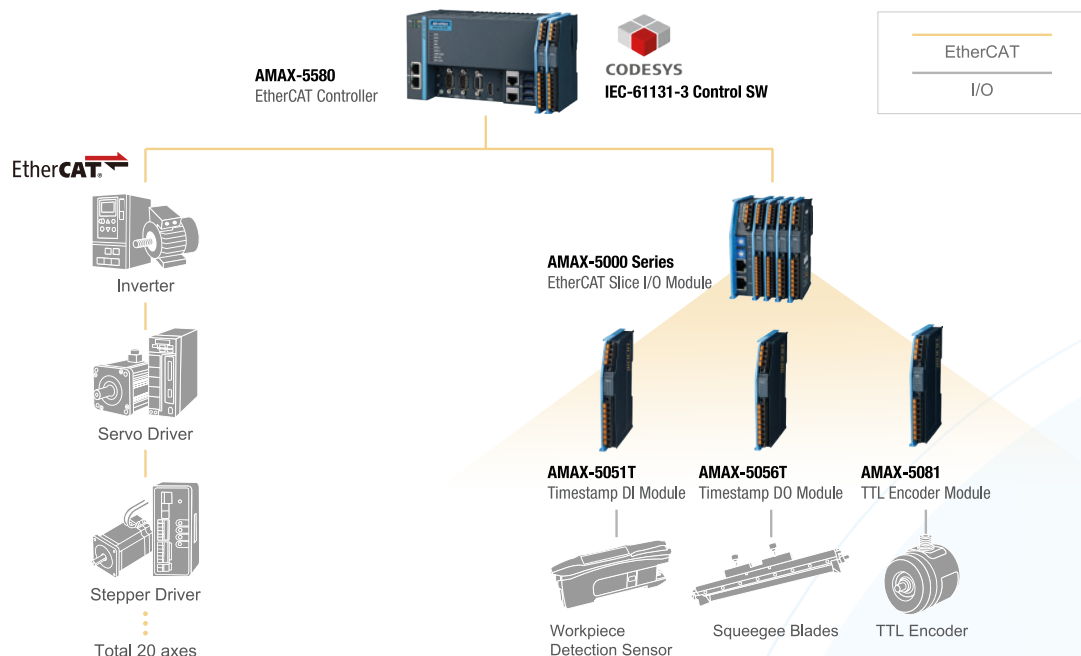 AMAX-5580
EtherCAT Controller
CODESYS
IEC-61131-3 Control SW
EtherCAT
I/O
EtherCAT®
Inverter
Servo Driver
Stepper Driver
Total 20 axes
AMAX-5000 Series
EtherCAT Slice I/O Module
AMAX-5051T
Timestamp DI Module
AMAX-5056T
Timestamp DO Module
AMAX-5081
TTL Encoder Module
Workpiece
Detection Sensor
Squeegee Blades
TTL Encoder